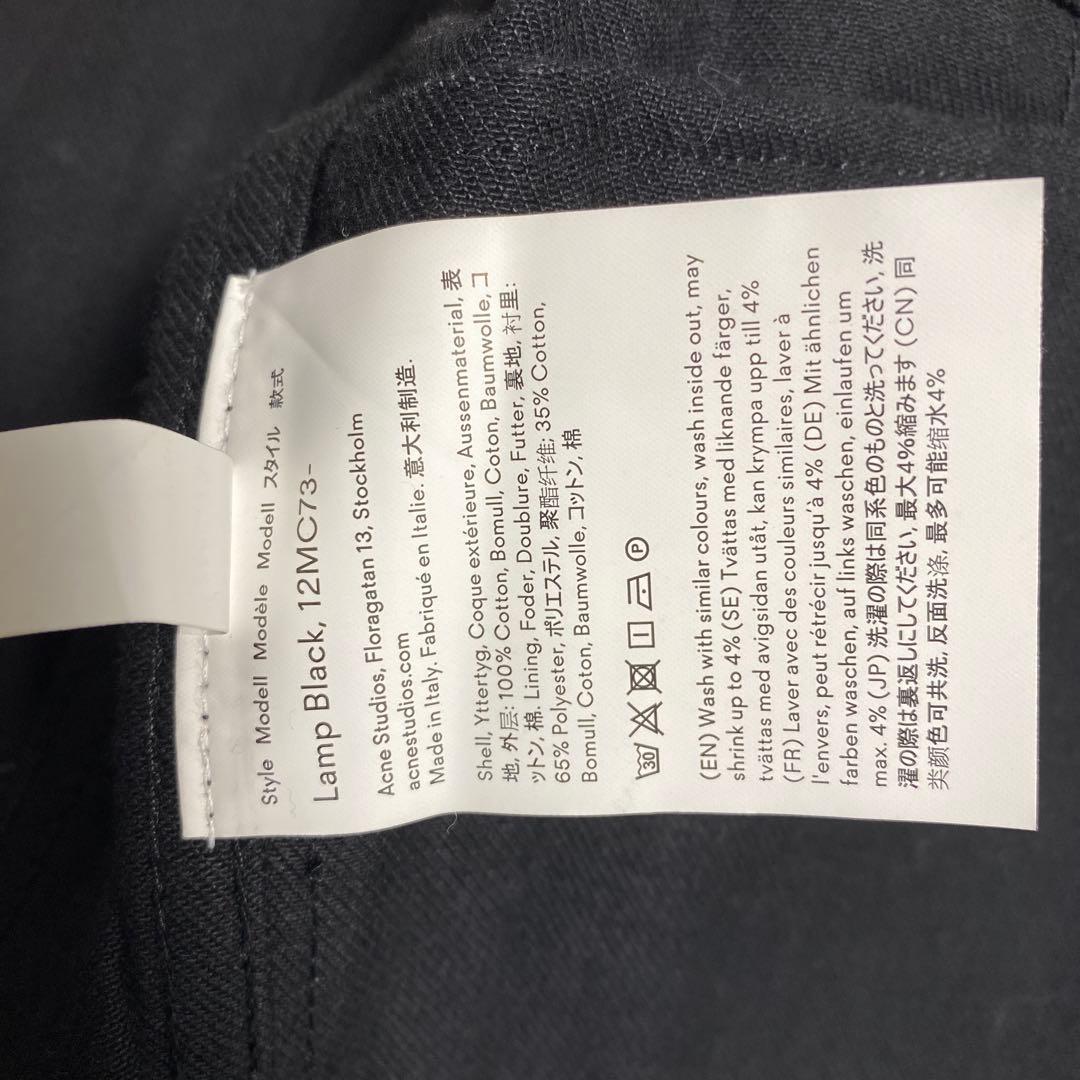 Style Modell Modèle Modell スタイル 款式
Lamp Black, 12MC73-
Acne Studios, Floragatan 13, Stockholm
acnestudios.com
Made in Italy. Fabriqué en Italie. 意大利制造.
Shell, Yttertyg, Coque extérieure, Aussenmaterial, 表
地, 外层: 100% Cotton, Bomull, Coton, Baumwolle, コ
ットン, 棉. Lining, Foder, Doublure, Futter, 裏地, 衬里:
65% Polyester, ポリエステル, 聚酯纤维; 35% Cotton,
Bomull, Coton, Baumwolle, コットン, 棉
30 P
(EN) Wash with similar colours, wash inside out, may
shrink up to 4% (SE) Tvättas med liknande färger,
tvättas med avigsidan utåt, kan krympa upp till 4%
(FR) Laver avec des couleurs similaires, laver à
l'envers, peut rétrécir jusqu'à 4% (DE) Mit ähnlichen
farben waschen, auf links waschen, einlaufen um
max. 4% (JP) 洗濯の際は同系色のものと洗ってください, 洗
濯の際は裏返しにしてください, 最大4%縮みます (CN) 同
类颜色可共洗, 反面洗涤, 最多可能缩水4%